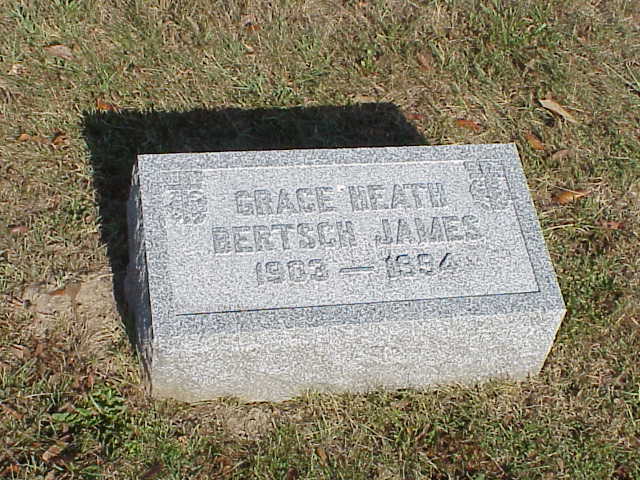 GRACE HEATH
BERTSCH JAMES
1903 — 1994